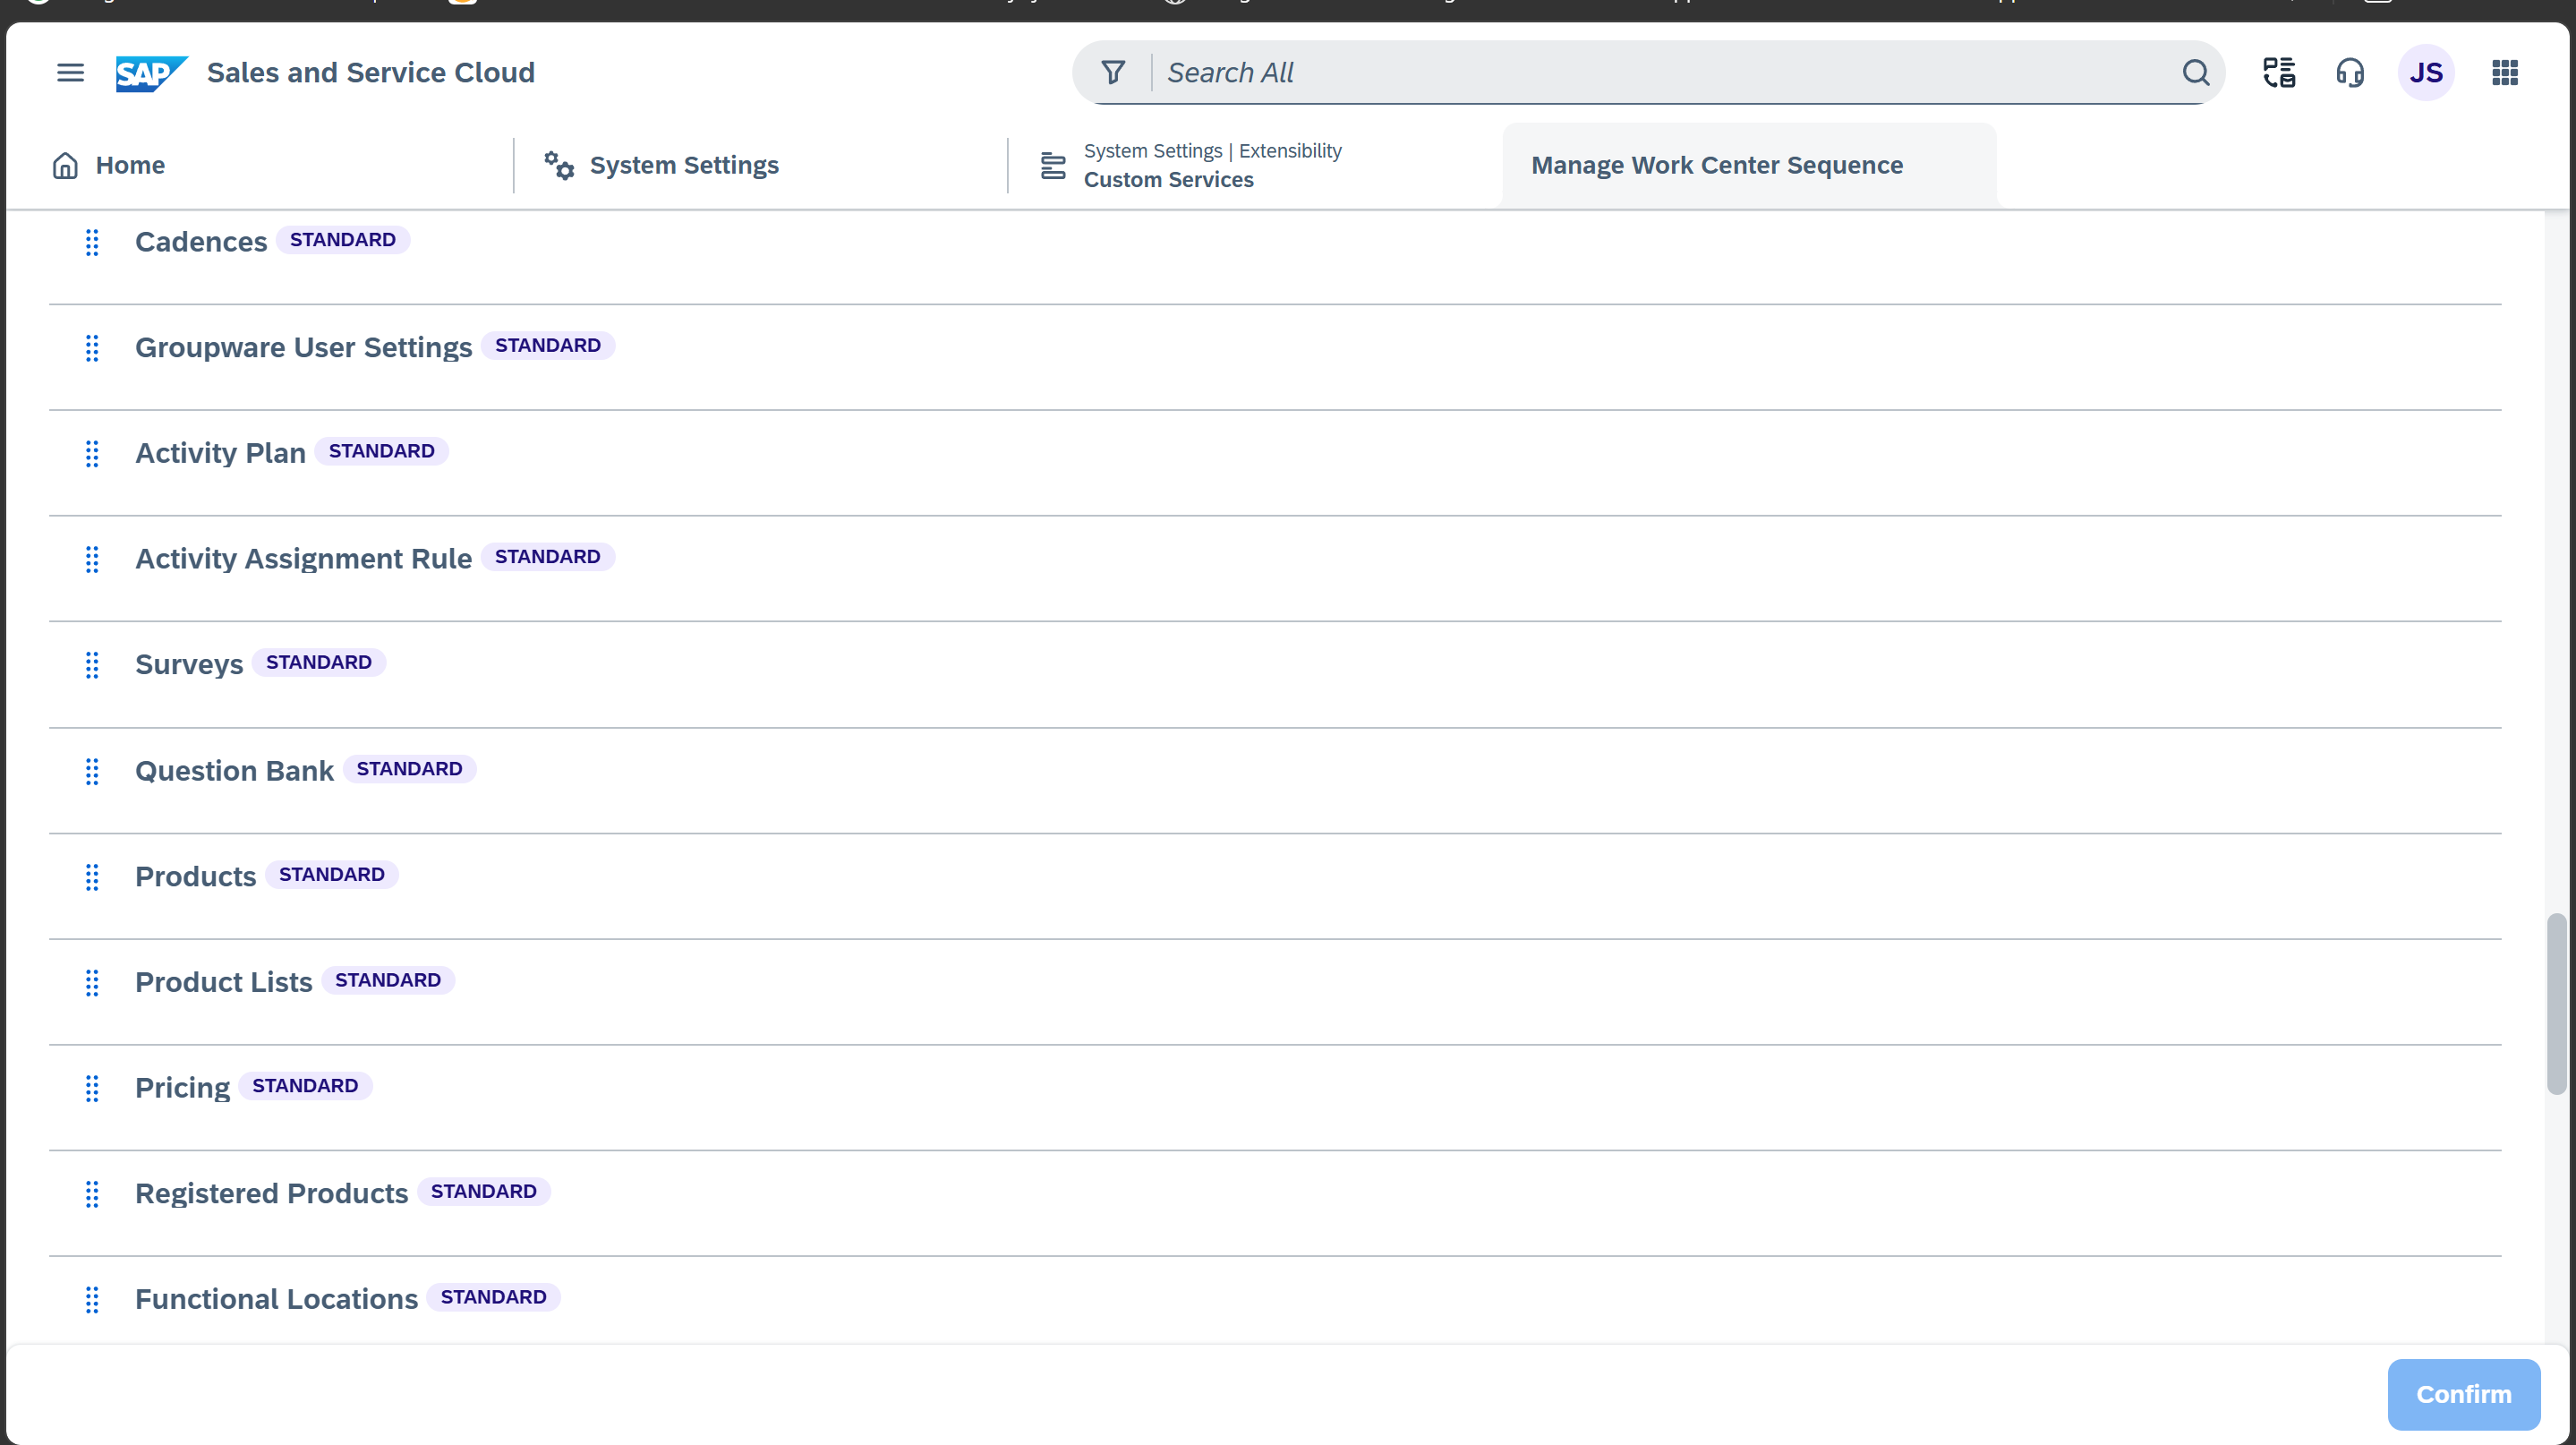 SAP Sales and Service Cloud
Search All
JS
Home
System Settings
System Settings | Extensibility
Custom Services
Manage Work Center Sequence
Cadences STANDARD
Groupware User Settings STANDARD
Activity Plan STANDARD
Activity Assignment Rule STANDARD
Surveys STANDARD
Question Bank STANDARD
Products STANDARD
Product Lists STANDARD
Pricing STANDARD
Registered Products STANDARD
Functional Locations STANDARD
Confirm